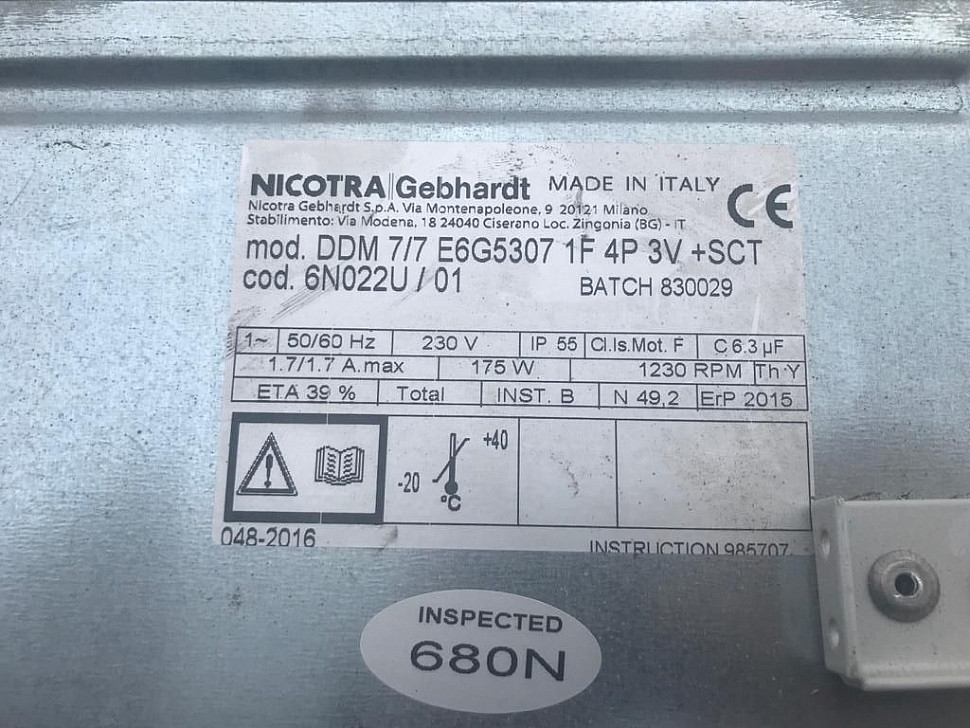 NICOTRA||Gebhardt MADE IN ITALY CE
Nicotra Gebhardt S.p.A. Via Montenapoleone, 9 20121 Milano
Stabilimento: Via Modena, 18 24040 Ciserano Loc. Zingonia (BG) - IT
mod. DDM 7/7 E6G5307 1F 4P 3V +SCT
cod. 6N022U / 01 BATCH 830029
1~ 50/60 Hz 230 V IP 55 Cl.Is.Mot. F C 6.3 µF
1.7/1.7 A.max 175 W 1230 RPM Th Y
ETA 39 % Total INST. B N 49,2 ErP 2015
+40
-20
°C
048-2016 INSTRUCTION 985707
INSPECTED
680N